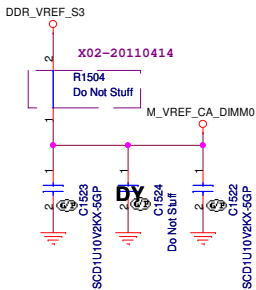 DDR_VREF_S3
X02-20110414
2
R1504
Do Not Stuff
1
M_VREF_CA_DIMM0
1
1
1
C1523
SCD1U10V2KX-5GP
DY
C1524
Do Not Stuff
C1522
SCD1U10V2KX-5GP
2
2
2